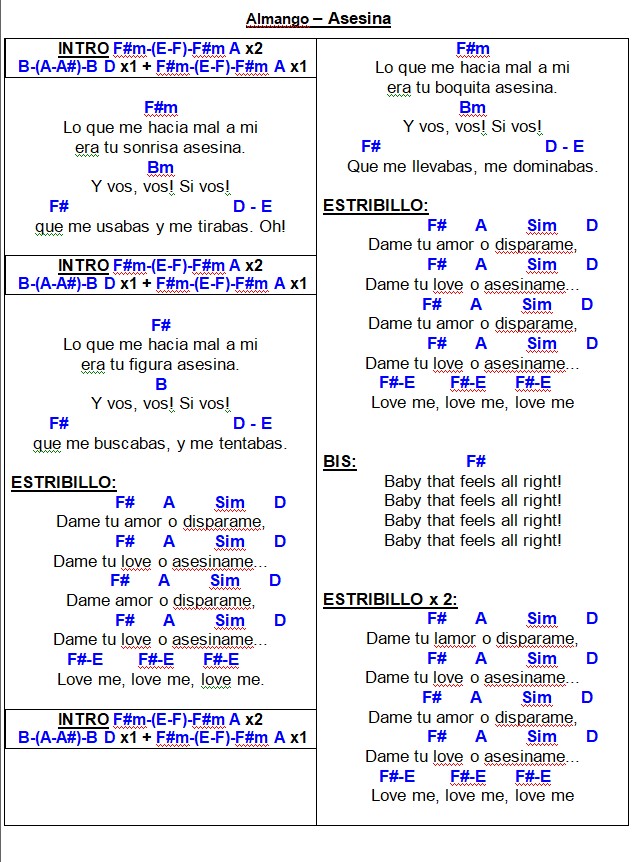 Almango – Asesina
INTRO F#m-(E-F)-F#m A x2
B-(A-A#)-B D x1 + F#m-(E-F)-F#m A x1
F#m
Lo que me hacia mal a mi
era tu sonrisa asesina.
Bm
Y vos, vos! Si vos!
F# D - E
que me usabas y me tirabas. Oh!
INTRO F#m-(E-F)-F#m A x2
B-(A-A#)-B D x1 + F#m-(E-F)-F#m A x1
F#
Lo que me hacia mal a mi
era tu figura asesina.
B
Y vos, vos! Si vos!
F# D - E
que me buscabas, y me tentabas.
ESTRIBILLO:
F# A Sim D
Dame tu amor o disparame,
F# A Sim D
Dame tu love o asesiname...
F# A Sim D
Dame amor o disparame,
F# A Sim D
Dame tu love o asesiname...
F#-E F#-E F#-E
Love me, love me, love me.
INTRO F#m-(E-F)-F#m A x2
B-(A-A#)-B D x1 + F#m-(E-F)-F#m A x1
F#m
Lo que me hacia mal a mi
era tu boquita asesina.
Bm
Y vos, vos! Si vos!
F# D - E
Que me llevabas, me dominabas.
ESTRIBILLO:
F# A Sim D
Dame tu amor o disparame,
F# A Sim D
Dame tu love o asesiname...
F# A Sim D
Dame tu amor o disparame,
F# A Sim D
Dame tu love o asesiname...
F#-E F#-E F#-E
Love me, love me, love me
BIS: F#
Baby that feels all right!
Baby that feels all right!
Baby that feels all right!
Baby that feels all right!
ESTRIBILLO x 2:
F# A Sim D
Dame tu lamor o disparame,
F# A Sim D
Dame tu love o asesiname...
F# A Sim D
Dame tu amor o disparame,
F# A Sim D
Dame tu love o asesiname...
F#-E F#-E F#-E
Love me, love me, love me